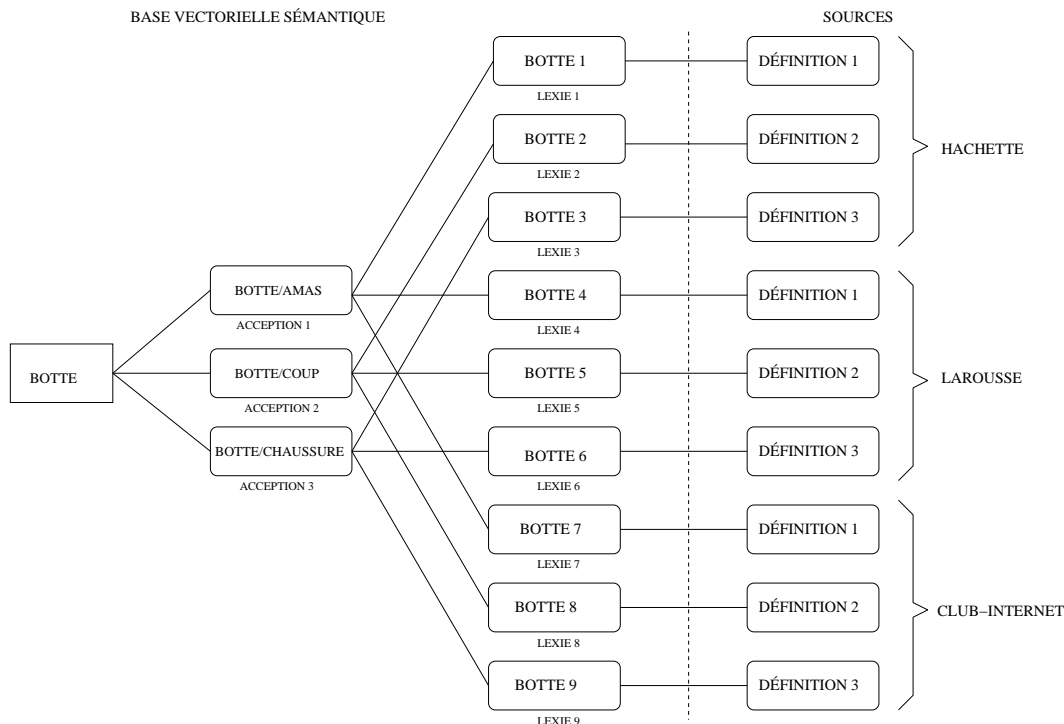 BASE VECTORIELLE SÉMANTIQUE
SOURCES
BOTTE 1
LEXIE 1
DÉFINITION 1
BOTTE 2
LEXIE 2
DÉFINITION 2
HACHETTE
BOTTE 3
LEXIE 3
DÉFINITION 3
BOTTE/AMAS
ACCEPTION 1
BOTTE 4
LEXIE 4
DÉFINITION 1
BOTTE
BOTTE/COUP
ACCEPTION 2
BOTTE 5
LEXIE 5
DÉFINITION 2
LAROUSSE
BOTTE/CHAUSSURE
ACCEPTION 3
BOTTE 6
LEXIE 6
DÉFINITION 3
BOTTE 7
LEXIE 7
DÉFINITION 1
BOTTE 8
LEXIE 8
DÉFINITION 2
CLUB–INTERNET
BOTTE 9
LEXIE 9
DÉFINITION 3